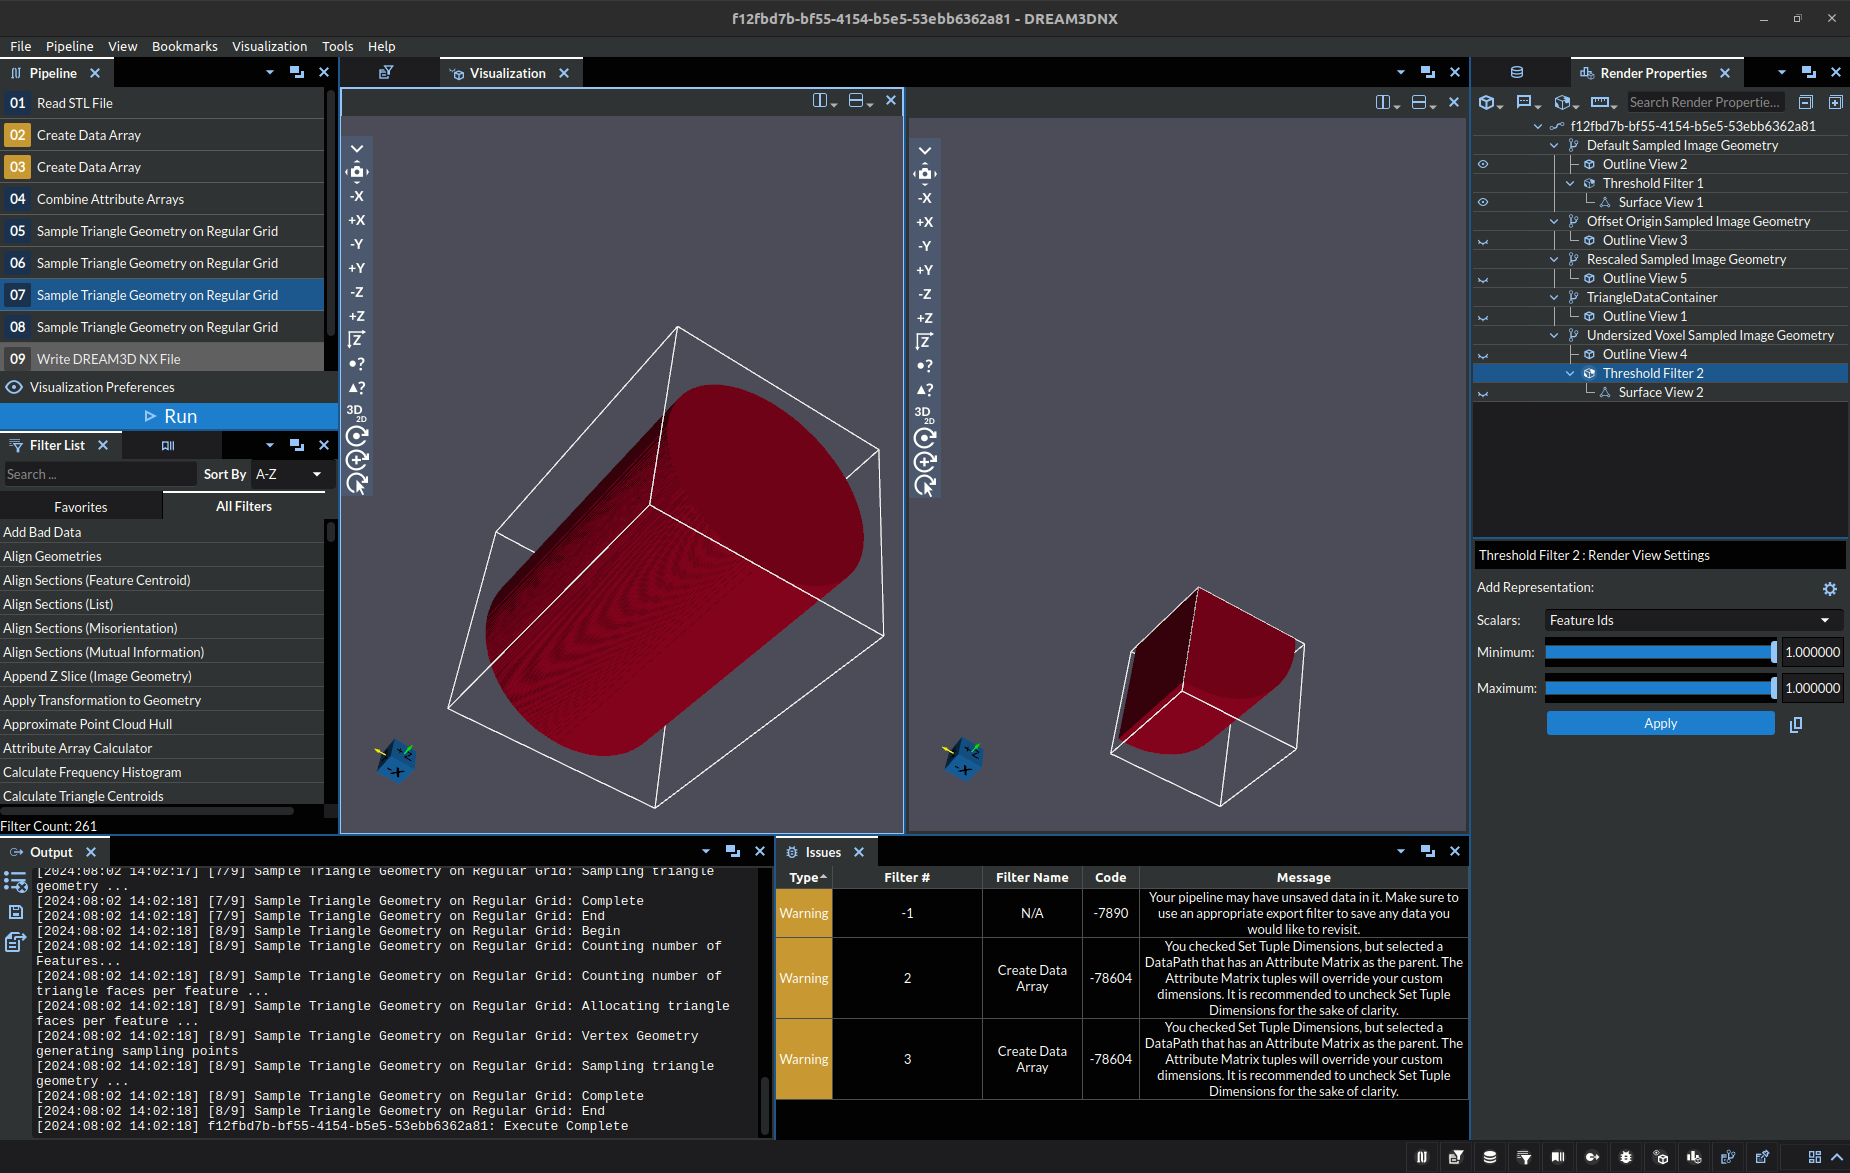 f12fbd7b-bf55-4154-b5e5-53ebb6362a81 - DREAM3DNX
File Pipeline View Bookmarks Visualization Tools Help
Pipeline
01 Read STL File
02 Create Data Array
03 Create Data Array
04 Combine Attribute Arrays
05 Sample Triangle Geometry on Regular Grid
06 Sample Triangle Geometry on Regular Grid
07 Sample Triangle Geometry on Regular Grid
08 Sample Triangle Geometry on Regular Grid
09 Write DREAM3D NX File
Visualization Preferences
Run
Filter List
Search ... Sort By A-Z
Favorites All Filters
Add Bad Data
Align Geometries
Align Sections (Feature Centroid)
Align Sections (List)
Align Sections (Misorientation)
Align Sections (Mutual Information)
Append Z Slice (Image Geometry)
Apply Transformation to Geometry
Approximate Point Cloud Hull
Attribute Array Calculator
Calculate Frequency Histogram
Calculate Triangle Centroids
Filter Count: 261
Visualization
-X
+X
-Y
+Y
-Z
+Z
Z
?
?
3D
2D
+Z
-X
-X
+X
-Y
+Y
-Z
+Z
Z
?
?
3D
2D
+Z
-X
Render Properties
Search Render Propertie...
f12fbd7b-bf55-4154-b5e5-53ebb6362a81
Default Sampled Image Geometry
Outline View 2
Threshold Filter 1
Surface View 1
Offset Origin Sampled Image Geometry
Outline View 3
Rescaled Sampled Image Geometry
Outline View 5
TriangleDataContainer
Outline View 1
Undersized Voxel Sampled Image Geometry
Outline View 4
Threshold Filter 2
Surface View 2
Threshold Filter 2 : Render View Settings
Add Representation:
Scalars: Feature Ids
Minimum: 1.000000
Maximum: 1.000000
Apply
Output
[2024:08:02 14:02:17] [7/9] Sample Triangle Geometry on Regular Grid: Sampling triangle
geometry ...
[2024:08:02 14:02:18] [7/9] Sample Triangle Geometry on Regular Grid: Complete
[2024:08:02 14:02:18] [7/9] Sample Triangle Geometry on Regular Grid: End
[2024:08:02 14:02:18] [8/9] Sample Triangle Geometry on Regular Grid: Begin
[2024:08:02 14:02:18] [8/9] Sample Triangle Geometry on Regular Grid: Counting number of
Features...
[2024:08:02 14:02:18] [8/9] Sample Triangle Geometry on Regular Grid: Counting number of
triangle faces per feature ...
[2024:08:02 14:02:18] [8/9] Sample Triangle Geometry on Regular Grid: Allocating triangle
faces per feature ...
[2024:08:02 14:02:18] [8/9] Sample Triangle Geometry on Regular Grid: Vertex Geometry
generating sampling points
[2024:08:02 14:02:18] [8/9] Sample Triangle Geometry on Regular Grid: Sampling triangle
geometry ...
[2024:08:02 14:02:18] [8/9] Sample Triangle Geometry on Regular Grid: Complete
[2024:08:02 14:02:18] [8/9] Sample Triangle Geometry on Regular Grid: End
[2024:08:02 14:02:18] f12fbd7b-bf55-4154-b5e5-53ebb6362a81: Execute Complete
Issues
Type Filter # Filter Name Code Message
Warning -1 N/A -7890 Your pipeline may have unsaved data in it. Make sure to
use an appropriate export filter to save any data you
would like to revisit.
Warning 2 Create Data Array -78604 You checked Set Tuple Dimensions, but selected a
DataPath that has an Attribute Matrix as the parent. The
Attribute Matrix tuples will override your custom
dimensions. It is recommended to uncheck Set Tuple
Dimensions for the sake of clarity.
Warning 3 Create Data Array -78604 You checked Set Tuple Dimensions, but selected a
DataPath that has an Attribute Matrix as the parent. The
Attribute Matrix tuples will override your custom
dimensions. It is recommended to uncheck Set Tuple
Dimensions for the sake of clarity.